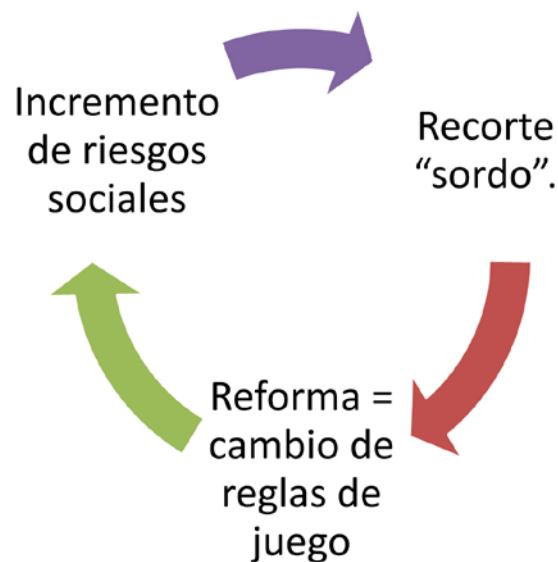 Incremento
de riesgos
sociales
Recorte
“sordo”.
Reforma =
cambio de
reglas de
juego